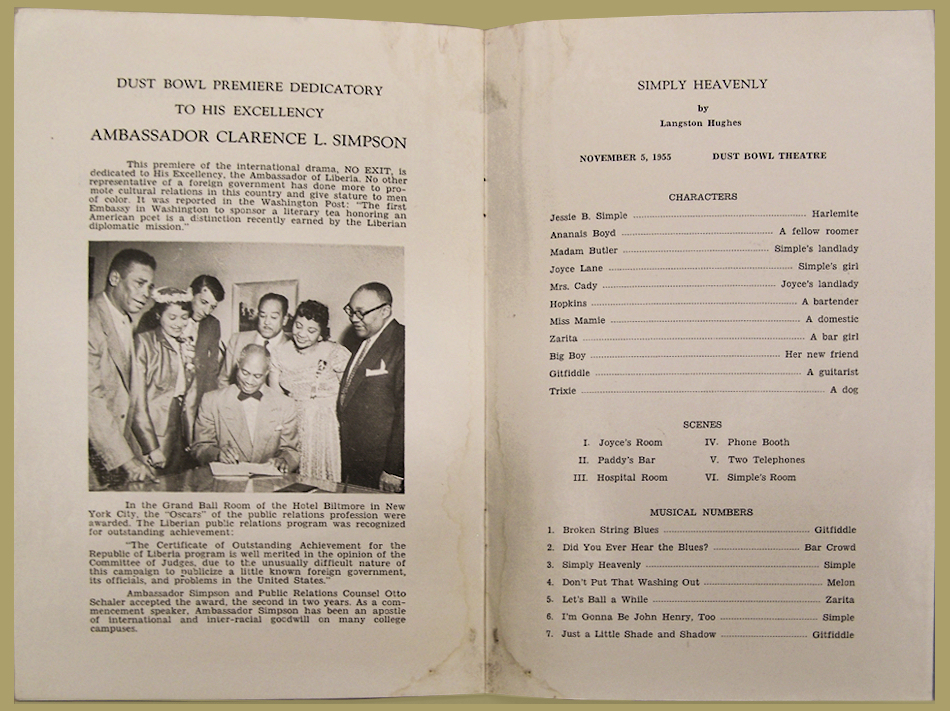 DUST BOWL PREMIERE DEDICATORY
TO HIS EXCELLENCY
AMBASSADOR CLARENCE L. SIMPSON
This premiere of the international drama, NO EXIT, is
dedicated to His Excellency, the Ambassador of Liberia. No other
representative of a foreign government has done more to pro-
mote cultural relations in this country and give stature to men
of color. It was reported in the Washington Post: "The first
Embassy in Washington to sponsor a literary tea honoring an
American poet is a distinction recently earned by the Liberian
diplomatic mission."
In the Grand Ball Room of the Hotel Biltmore in New
York City, the "Oscars" of the public relations profession were
awarded. The Liberian public relations program was recognized
for outstanding achievement:
"The Certificate of Outstanding Achievement for the
Republic of Liberia program is well merited in the opinion of the
Committee of Judges, due to the unusually difficult nature of
this campaign to publicize a little known foreign government,
its officials, and problems in the United States."
Ambassador Simpson and Public Relations Counsel Otto
Schaler accepted the award, the second in two years. As a com-
mencement speaker, Ambassador Simpson has been an apostle
of international and inter-racial goodwill on many college
campuses.
SIMPLY HEAVENLY
by
Langston Hughes
NOVEMBER 5, 1955 DUST BOWL THEATRE
CHARACTERS
Jessie B. Simple ........ Harlemite
Ananais Boyd ........ A fellow roomer
Madam Butler ........ Simple's landlady
Joyce Lane ........ Simple's girl
Mrs. Cady ........ Joyce's landlady
Hopkins ........ A bartender
Miss Mamie ........ A domestic
Zarita ........ A bar girl
Big Boy ........ Her new friend
Gitfiddle ........ A guitarist
Trixie ........ A dog
SCENES
I. Joyce's Room IV. Phone Booth
II. Paddy's Bar V. Two Telephones
III. Hospital Room VI. Simple's Room
MUSICAL NUMBERS
1. Broken String Blues ........ Gitfiddle
2. Did You Ever Hear the Blues? ........ Bar Crowd
3. Simply Heavenly ........ Simple
4. Don't Put That Washing Out ........ Melon
5. Let's Ball a While ........ Zarita
6. I'm Gonna Be John Henry, Too ........ Simple
7. Just a Little Shade and Shadow ........ Gitfiddle